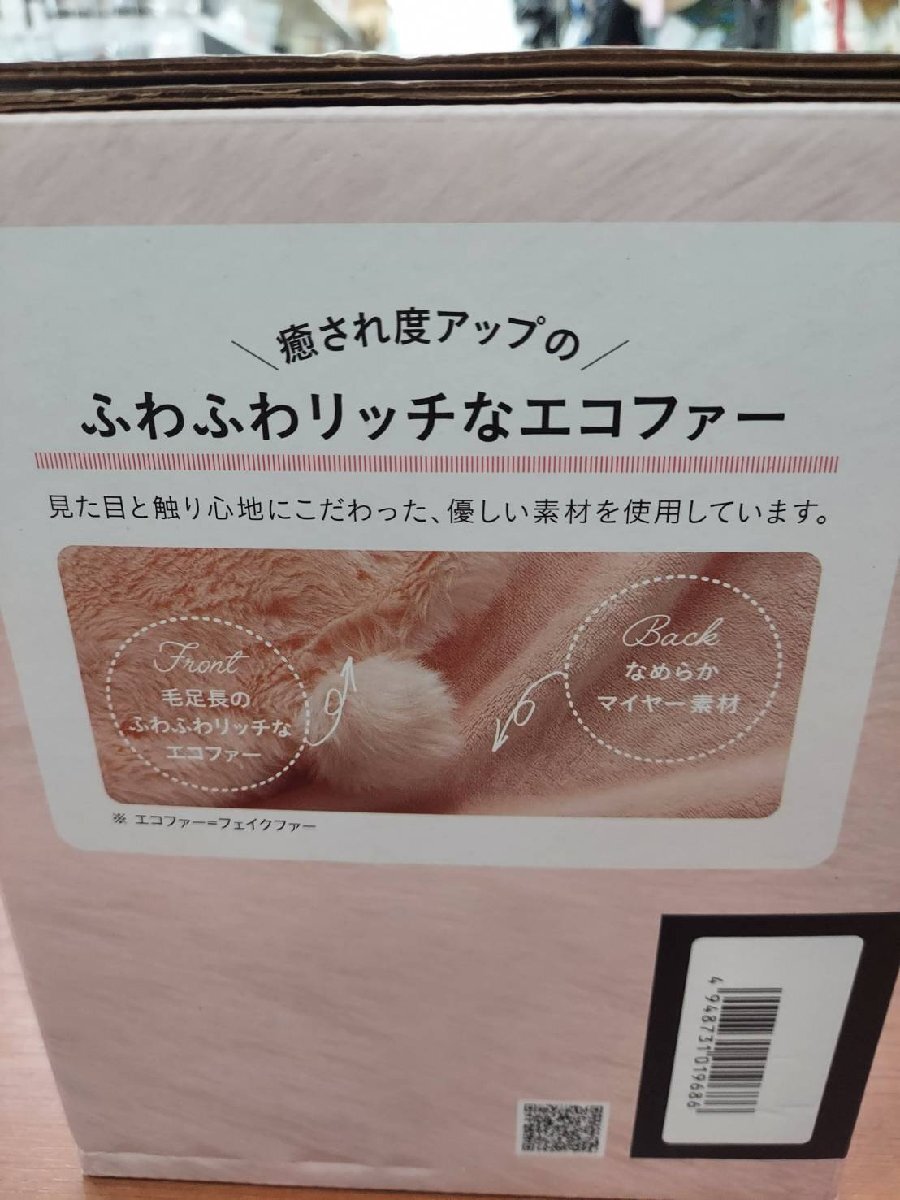 癒され度アップの
ふわふわリッチなエコファー
見た目と触り心地にこだわった、優しい素材を使用しています。
Front
毛足長の
ふわふわリッチな
エコファー
Back
なめらか
マイヤー素材
※ エコファー=フェイクファー
4948731019686